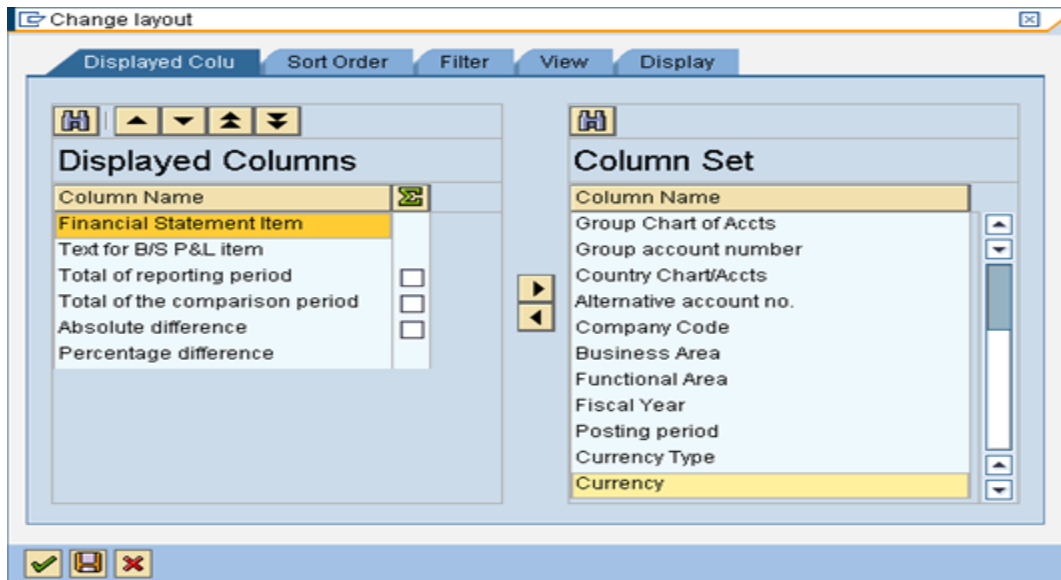 Change layout
Displayed Colu
Sort Order
Filter
View
Display
Displayed Columns
Column Name
Financial Statement Item
Text for B/S P&L item
Total of reporting period
Total of the comparison period
Absolute difference
Percentage difference
Column Set
Column Name
Group Chart of Accts
Group account number
Country Chart/Accts
Alternative account no.
Company Code
Business Area
Functional Area
Fiscal Year
Posting period
Currency Type
Currency